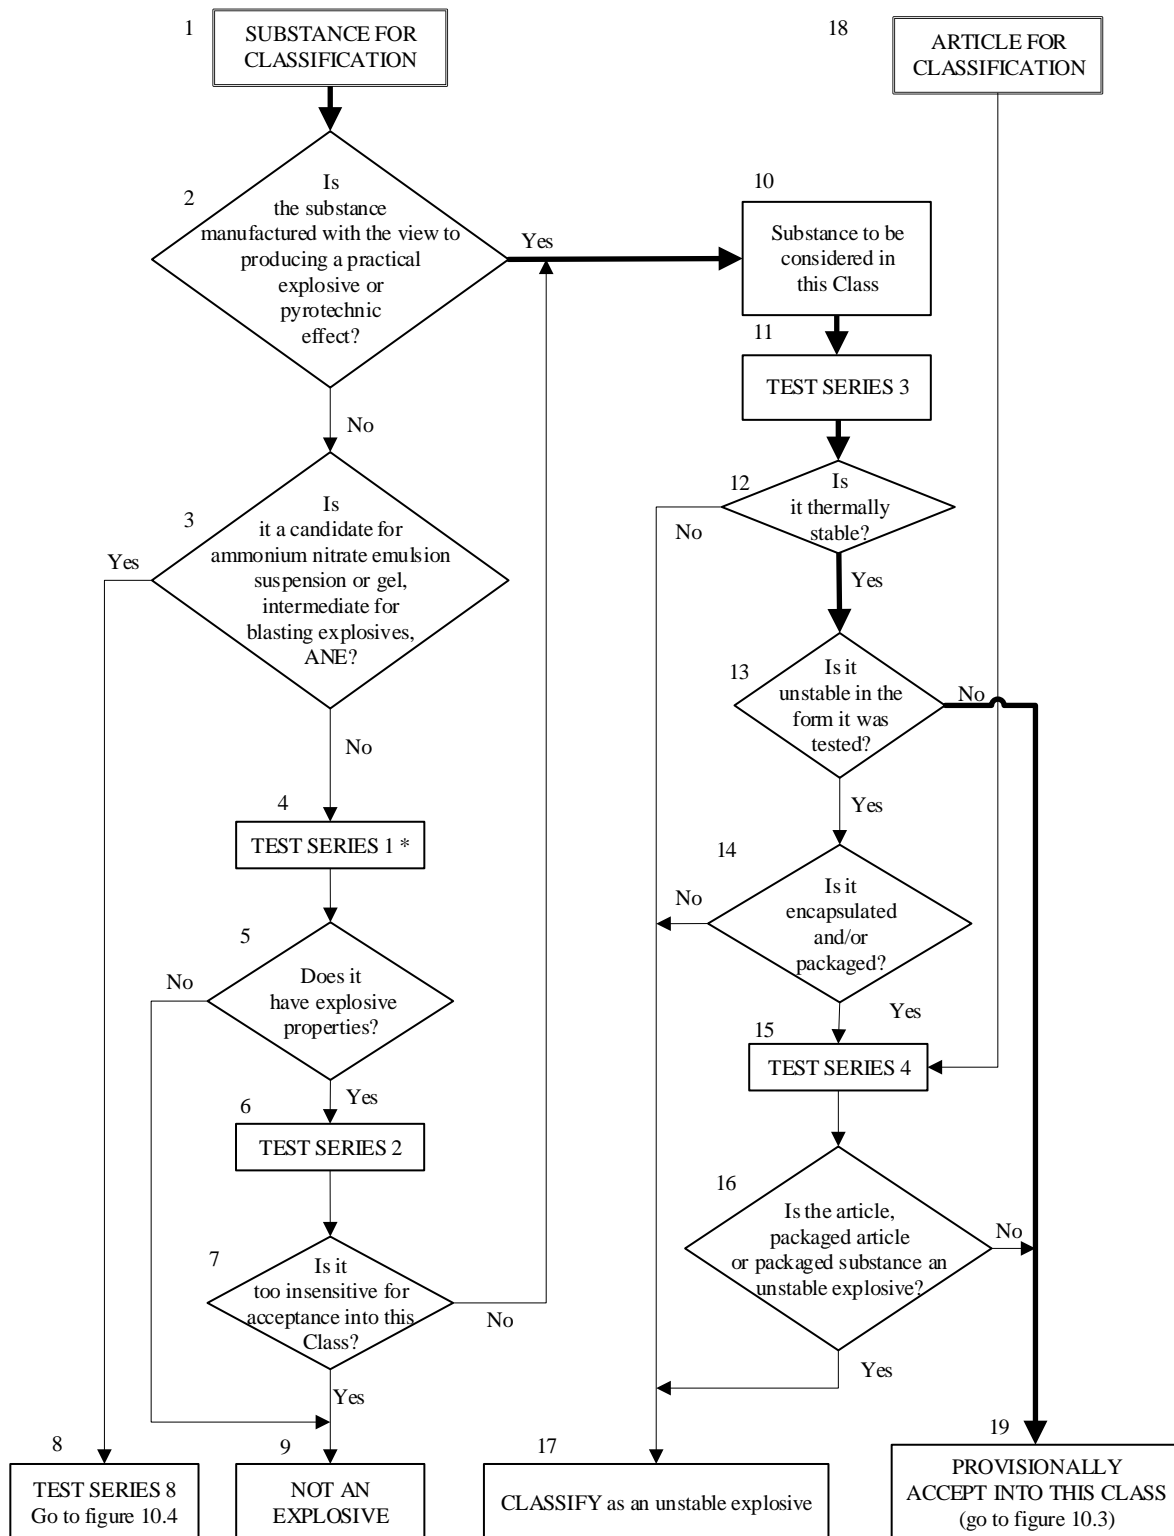 1
SUBSTANCE FOR
CLASSIFICATION
18
ARTICLE FOR
CLASSIFICATION
2
Is
the substance
manufactured with the view to
producing a practical
explosive or
pyrotechnic
effect?
Yes
No
10
Substance to be
considered in
this Class
11
TEST SERIES 3
3
Is
it a candidate for
ammonium nitrate emulsion
suspension or gel,
intermediate for
blasting explosives,
ANE?
Yes
No
12
Is
it thermally
stable?
No
Yes
13
Is it
unstable in the
form it was
tested?
No
Yes
4
TEST SERIES 1 *
14
Is it
encapsulated
and/or
packaged?
No
Yes
5
Does it
have explosive
properties?
No
Yes
15
TEST SERIES 4
6
TEST SERIES 2
16
Is the article,
packaged article
or packaged substance an
unstable explosive?
No
Yes
7
Is it
too insensitive for
acceptance into this
Class?
No
Yes
8
TEST SERIES 8
Go to figure 10.4
9
NOT AN
EXPLOSIVE
17
CLASSIFY as an unstable explosive
19
PROVISIONALLY
ACCEPT INTO THIS CLASS
(go to figure 10.3)